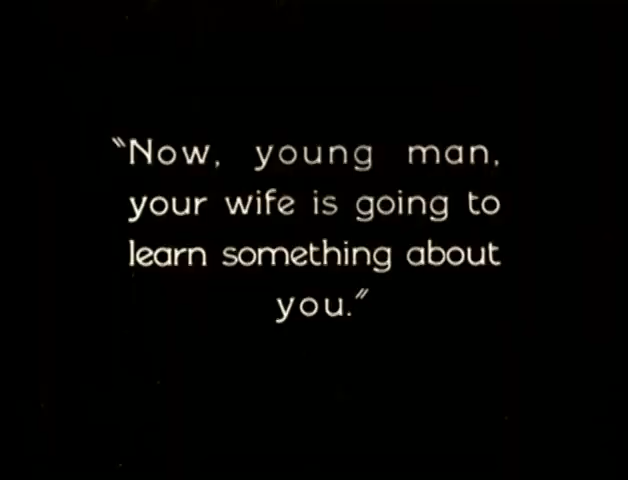 "Now, young man,
your wife is going to
learn something about
you."